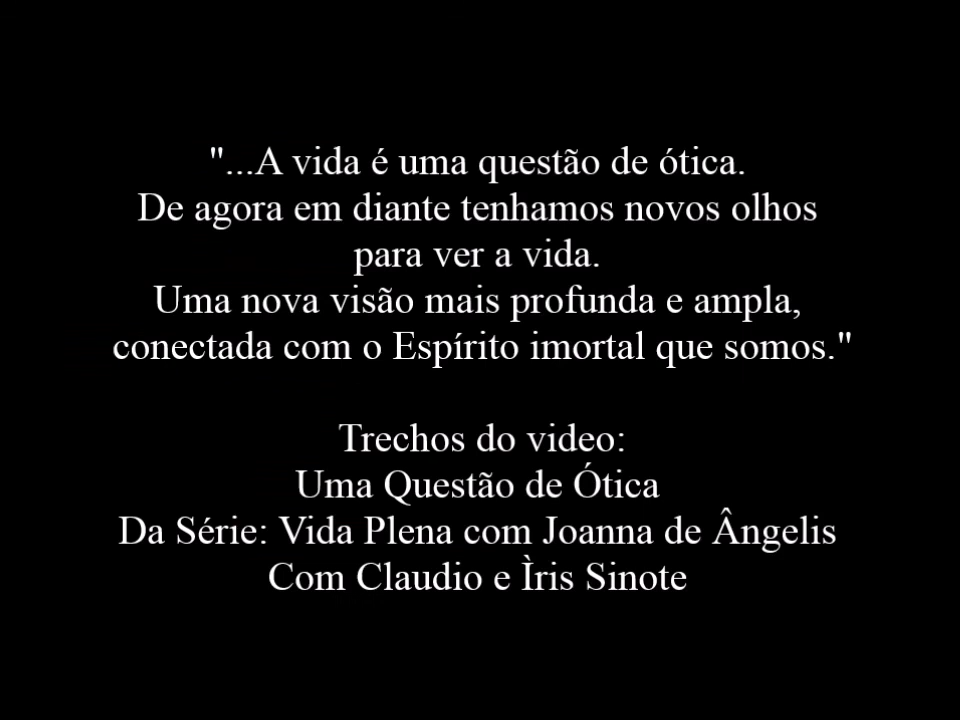 "...A vida é uma questão de ótica.
De agora em diante tenhamos novos olhos
para ver a vida.
Uma nova visão mais profunda e ampla,
conectada com o Espírito imortal que somos."
Trechos do video:
Uma Questão de Ótica
Da Série: Vida Plena com Joanna de Ângelis
Com Claudio e Ìris Sinote